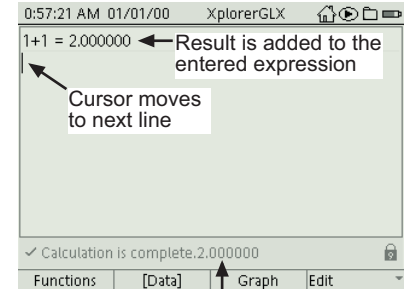 0:57:21 AM 01/01/00 XplorerGLX
1+1 = 2.000000
Result is added to the
entered expression
Cursor moves
to next line
✓ Calculation is complete.2.000000
Functions [Data] Graph Edit